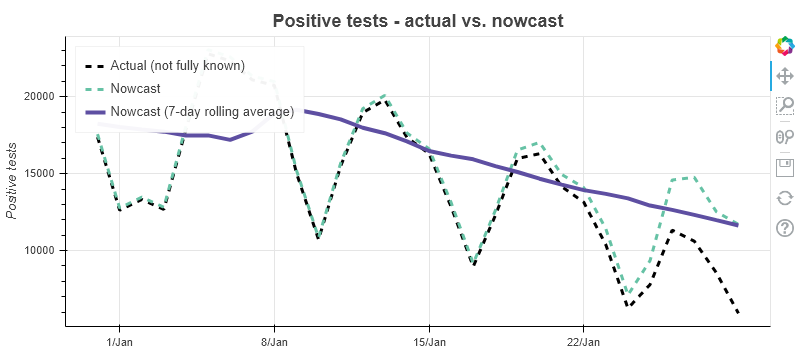 Positive tests - actual vs. nowcast
Actual (not fully known)
Nowcast
Nowcast (7-day rolling average)
Positive tests
20000
15000
10000
1/Jan
8/Jan
15/Jan
22/Jan